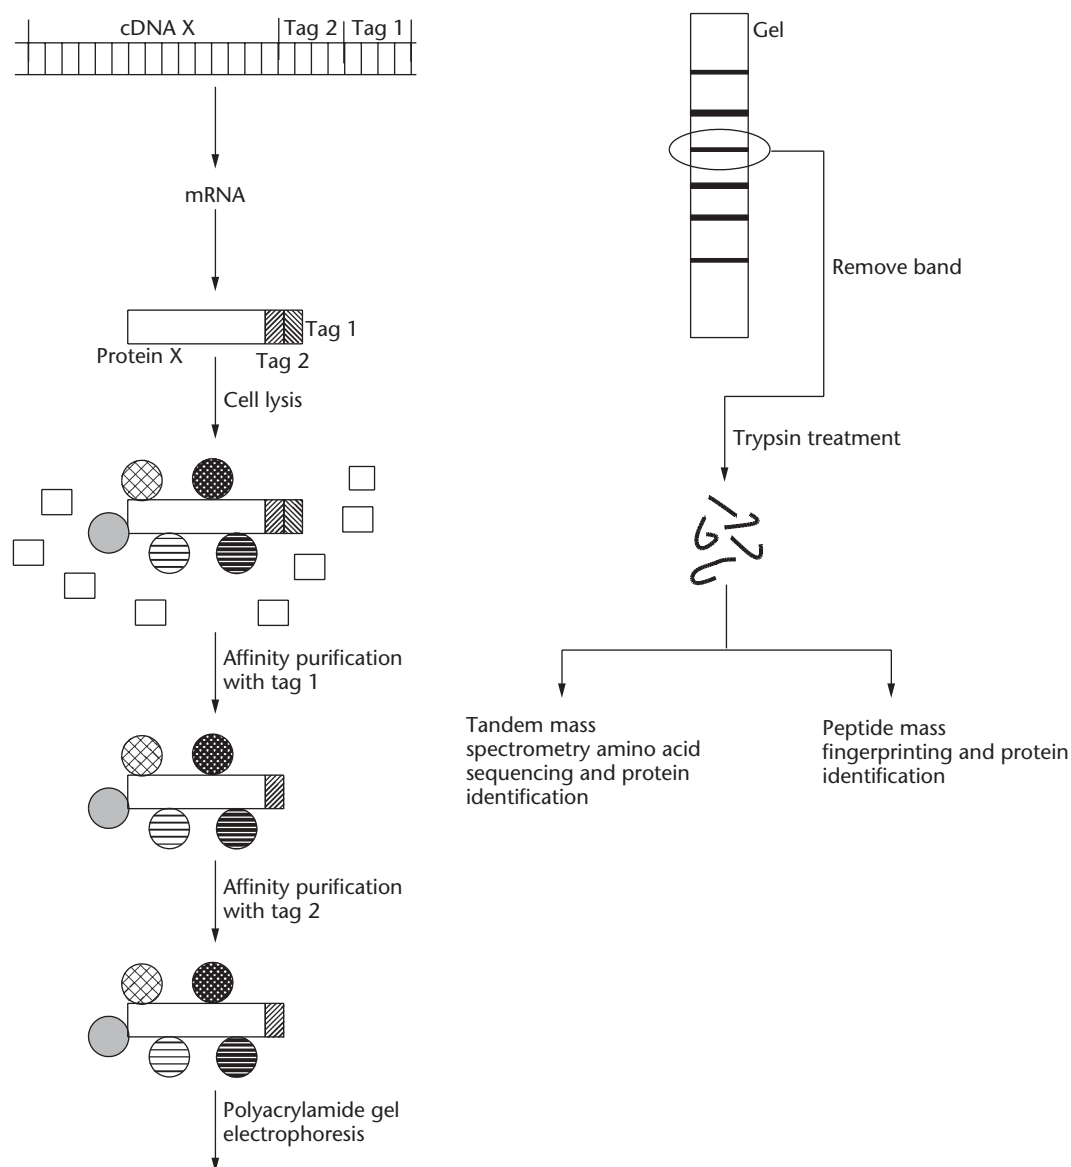 cDNA X
Tag 2
Tag 1
mRNA
Tag 1
Protein X
Tag 2
Cell lysis
Affinity purification
with tag 1
Affinity purification
with tag 2
Polyacrylamide gel
electrophoresis
Gel
Remove band
Trypsin treatment
Tandem mass
spectrometry amino acid
sequencing and protein
identification
Peptide mass
fingerprinting and protein
identification